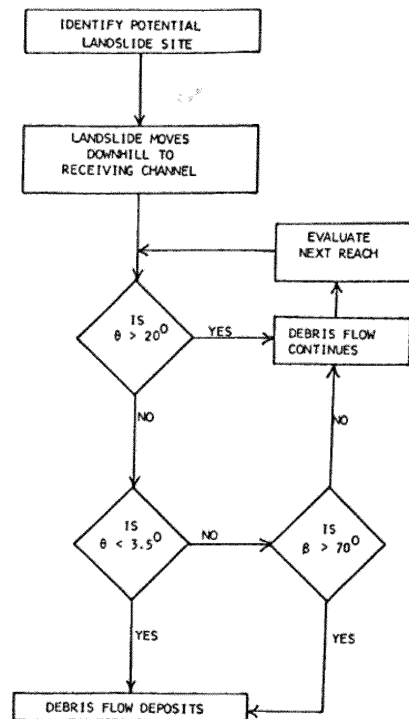 IDENTIFY POTENTIAL
LANDSLIDE SITE
LANDSLIDE MOVES
DOWNHILL TO
RECEIVING CHANNEL
EVALUATE
NEXT REACH
IS
θ > 20°
YES
DEBRIS FLOW
CONTINUES
NO
NO
IS
θ < 3.5°
NO
IS
β > 70°
YES
YES
DEBRIS FLOW DEPOSITS